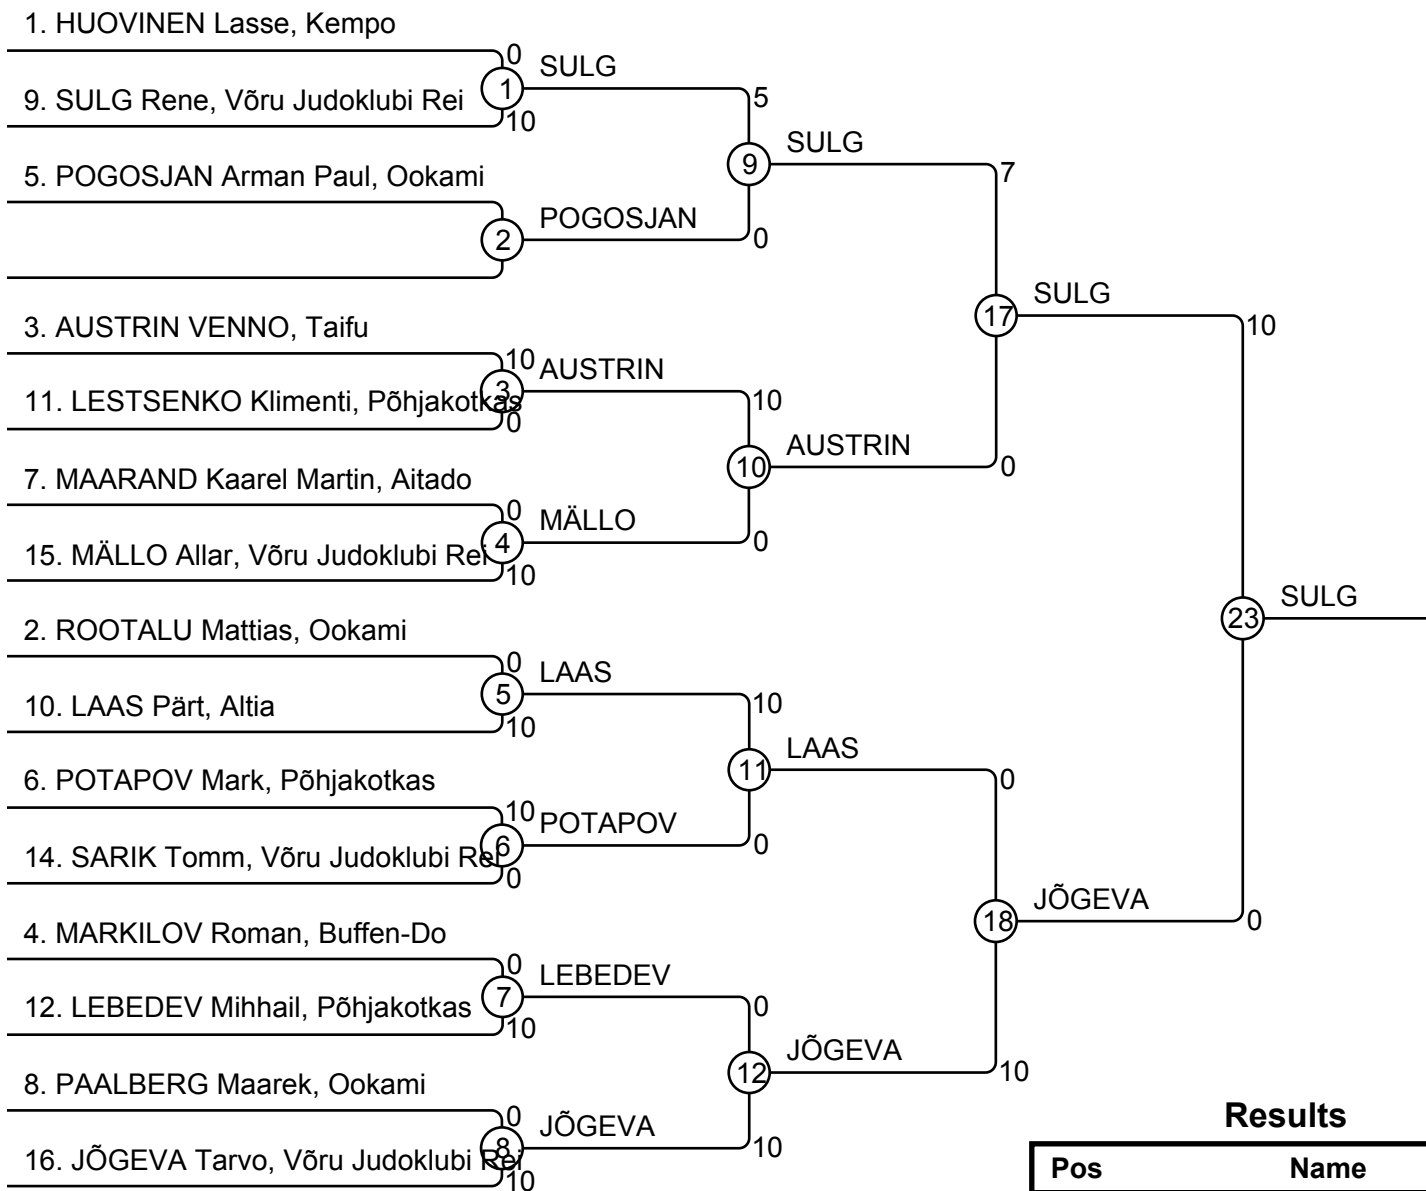 1. HUOVINEN Lasse, Kempo
0
SULG
1
9. SULG Rene, Võru Judoklubi Rei
10
5
SULG
9
7
5. POGOSJAN Arman Paul, Ookami
POGOSJAN
2
0
SULG
17
10
3. AUSTRIN VENNO, Taifu
10
AUSTRIN
3
11. LESTSENKO Klimenti, Põhjakotkas
0
10
AUSTRIN
10
0
7. MAARAND Kaarel Martin, Aitado
0
MÄLLO
4
0
15. MÄLLO Allar, Võru Judoklubi Rei
10
SULG
23
2. ROOTALU Mattias, Ookami
0
LAAS
5
10. LAAS Pärt, Altia
10
10
LAAS
11
0
6. POTAPOV Mark, Põhjakotkas
10
POTAPOV
6
0
14. SARIK Tomm, Võru Judoklubi Rei
0
JÕGEVA
18
0
4. MARKILOV Roman, Buffen-Do
0
LEBEDEV
7
12. LEBEDEV Mihhail, Põhjakotkas
10
0
JÕGEVA
12
10
8. PAALBERG Maarek, Ookami
0
JÕGEVA
8
10
16. JÕGEVA Tarvo, Võru Judoklubi Rei
10
Results
Pos Name